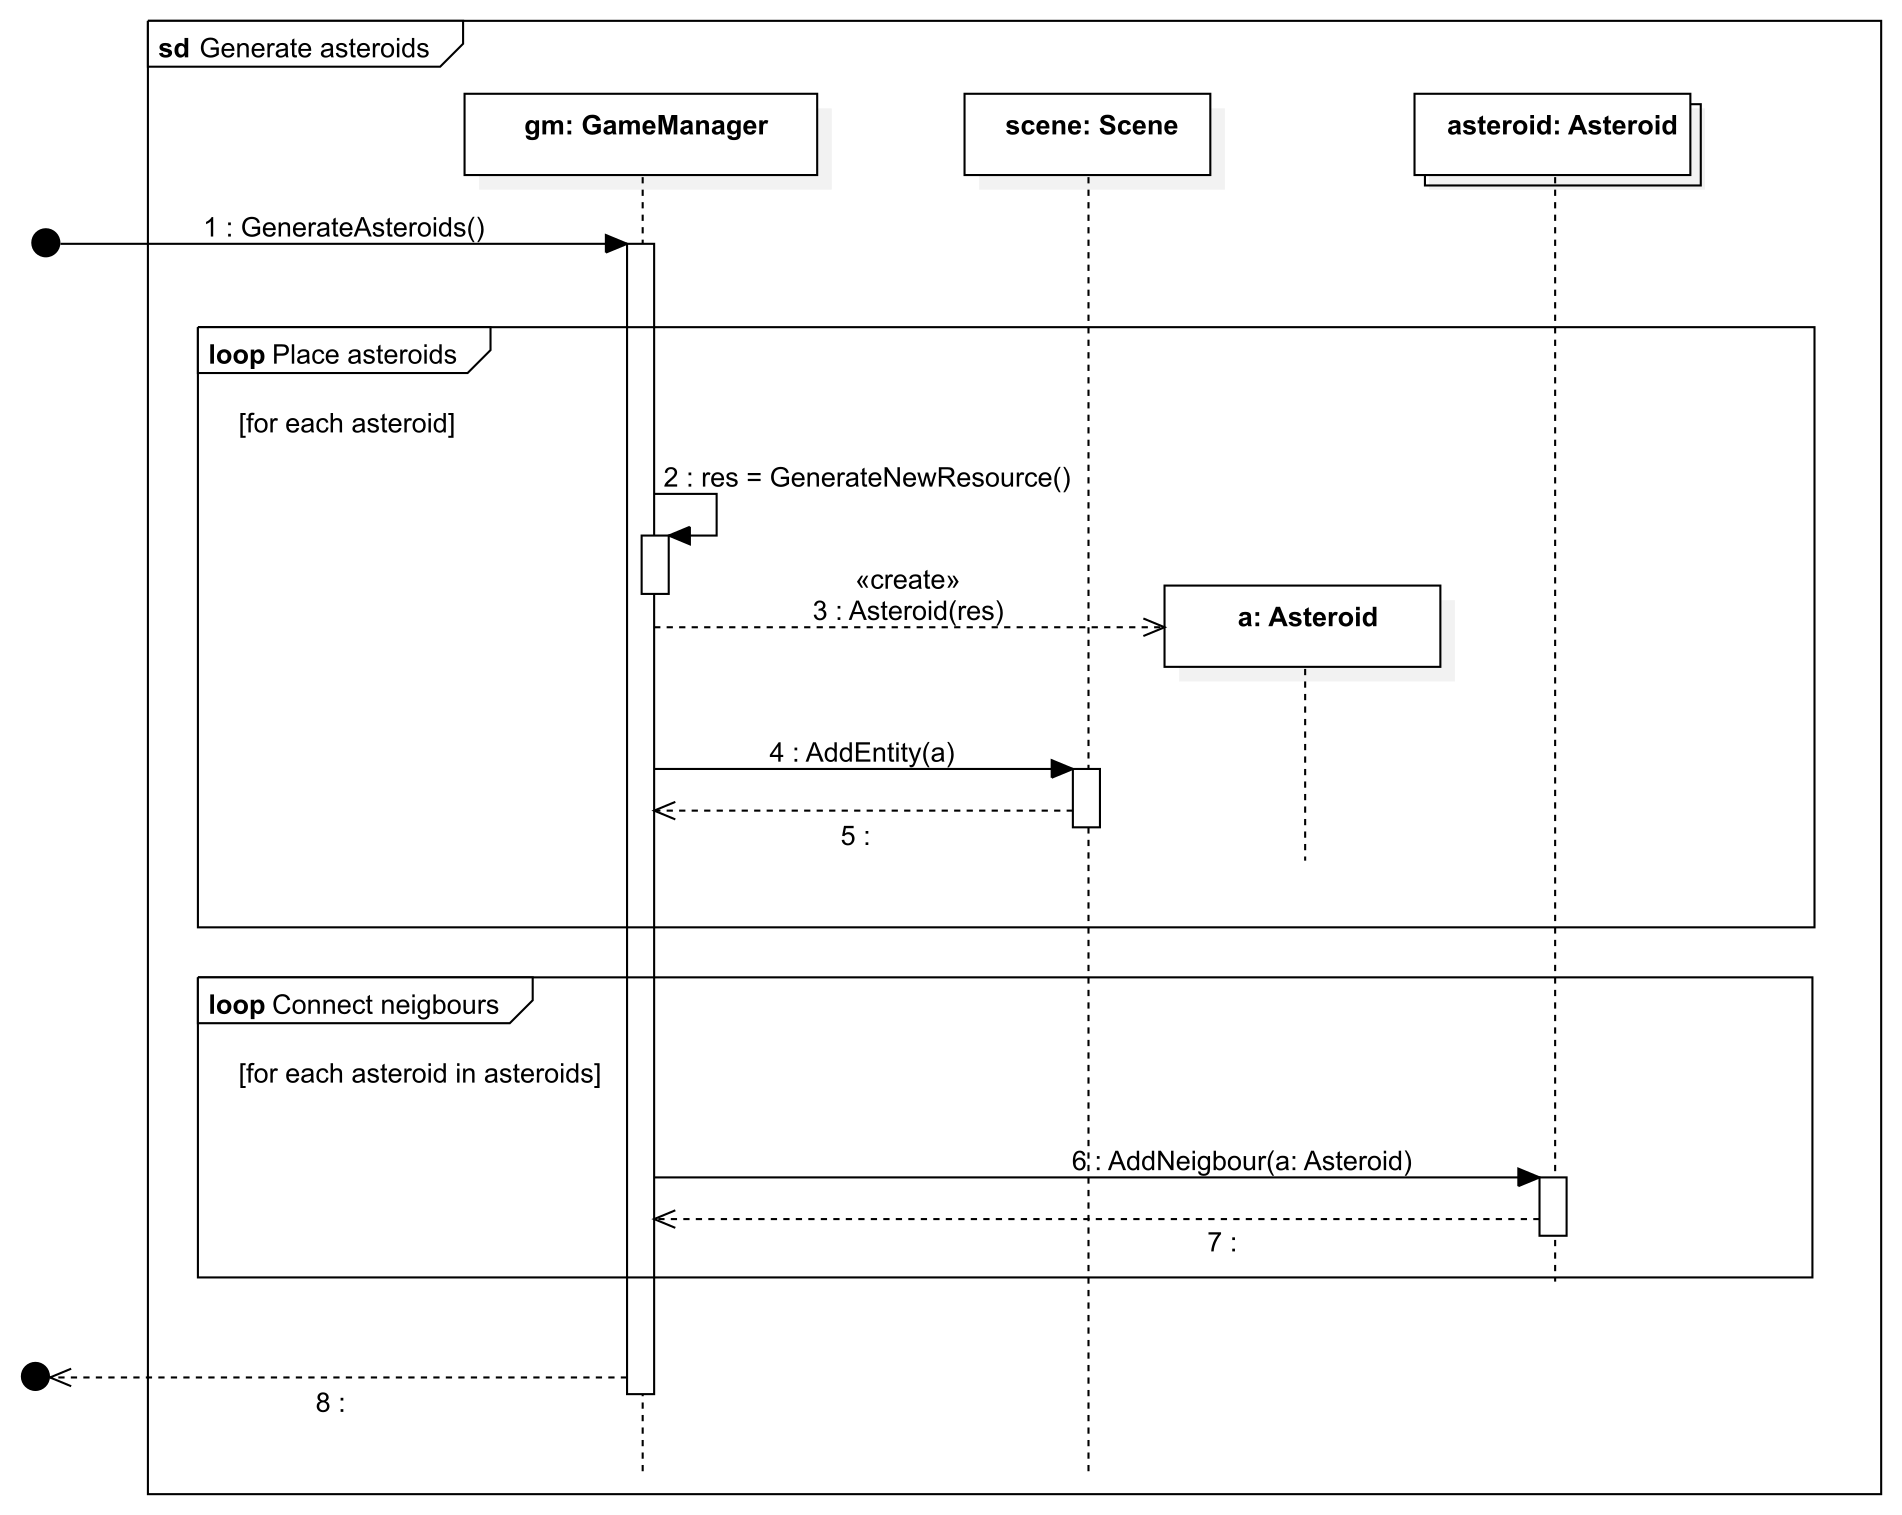 sd Generate asteroids
gm: GameManager
scene: Scene
asteroid: Asteroid
1 : GenerateAsteroids()
loop Place asteroids
[for each asteroid]
2 : res = GenerateNewResource()
«create»
3 : Asteroid(res)
a: Asteroid
4 : AddEntity(a)
5 :
loop Connect neigbours
[for each asteroid in asteroids]
6 : AddNeigbour(a: Asteroid)
7 :
8 :